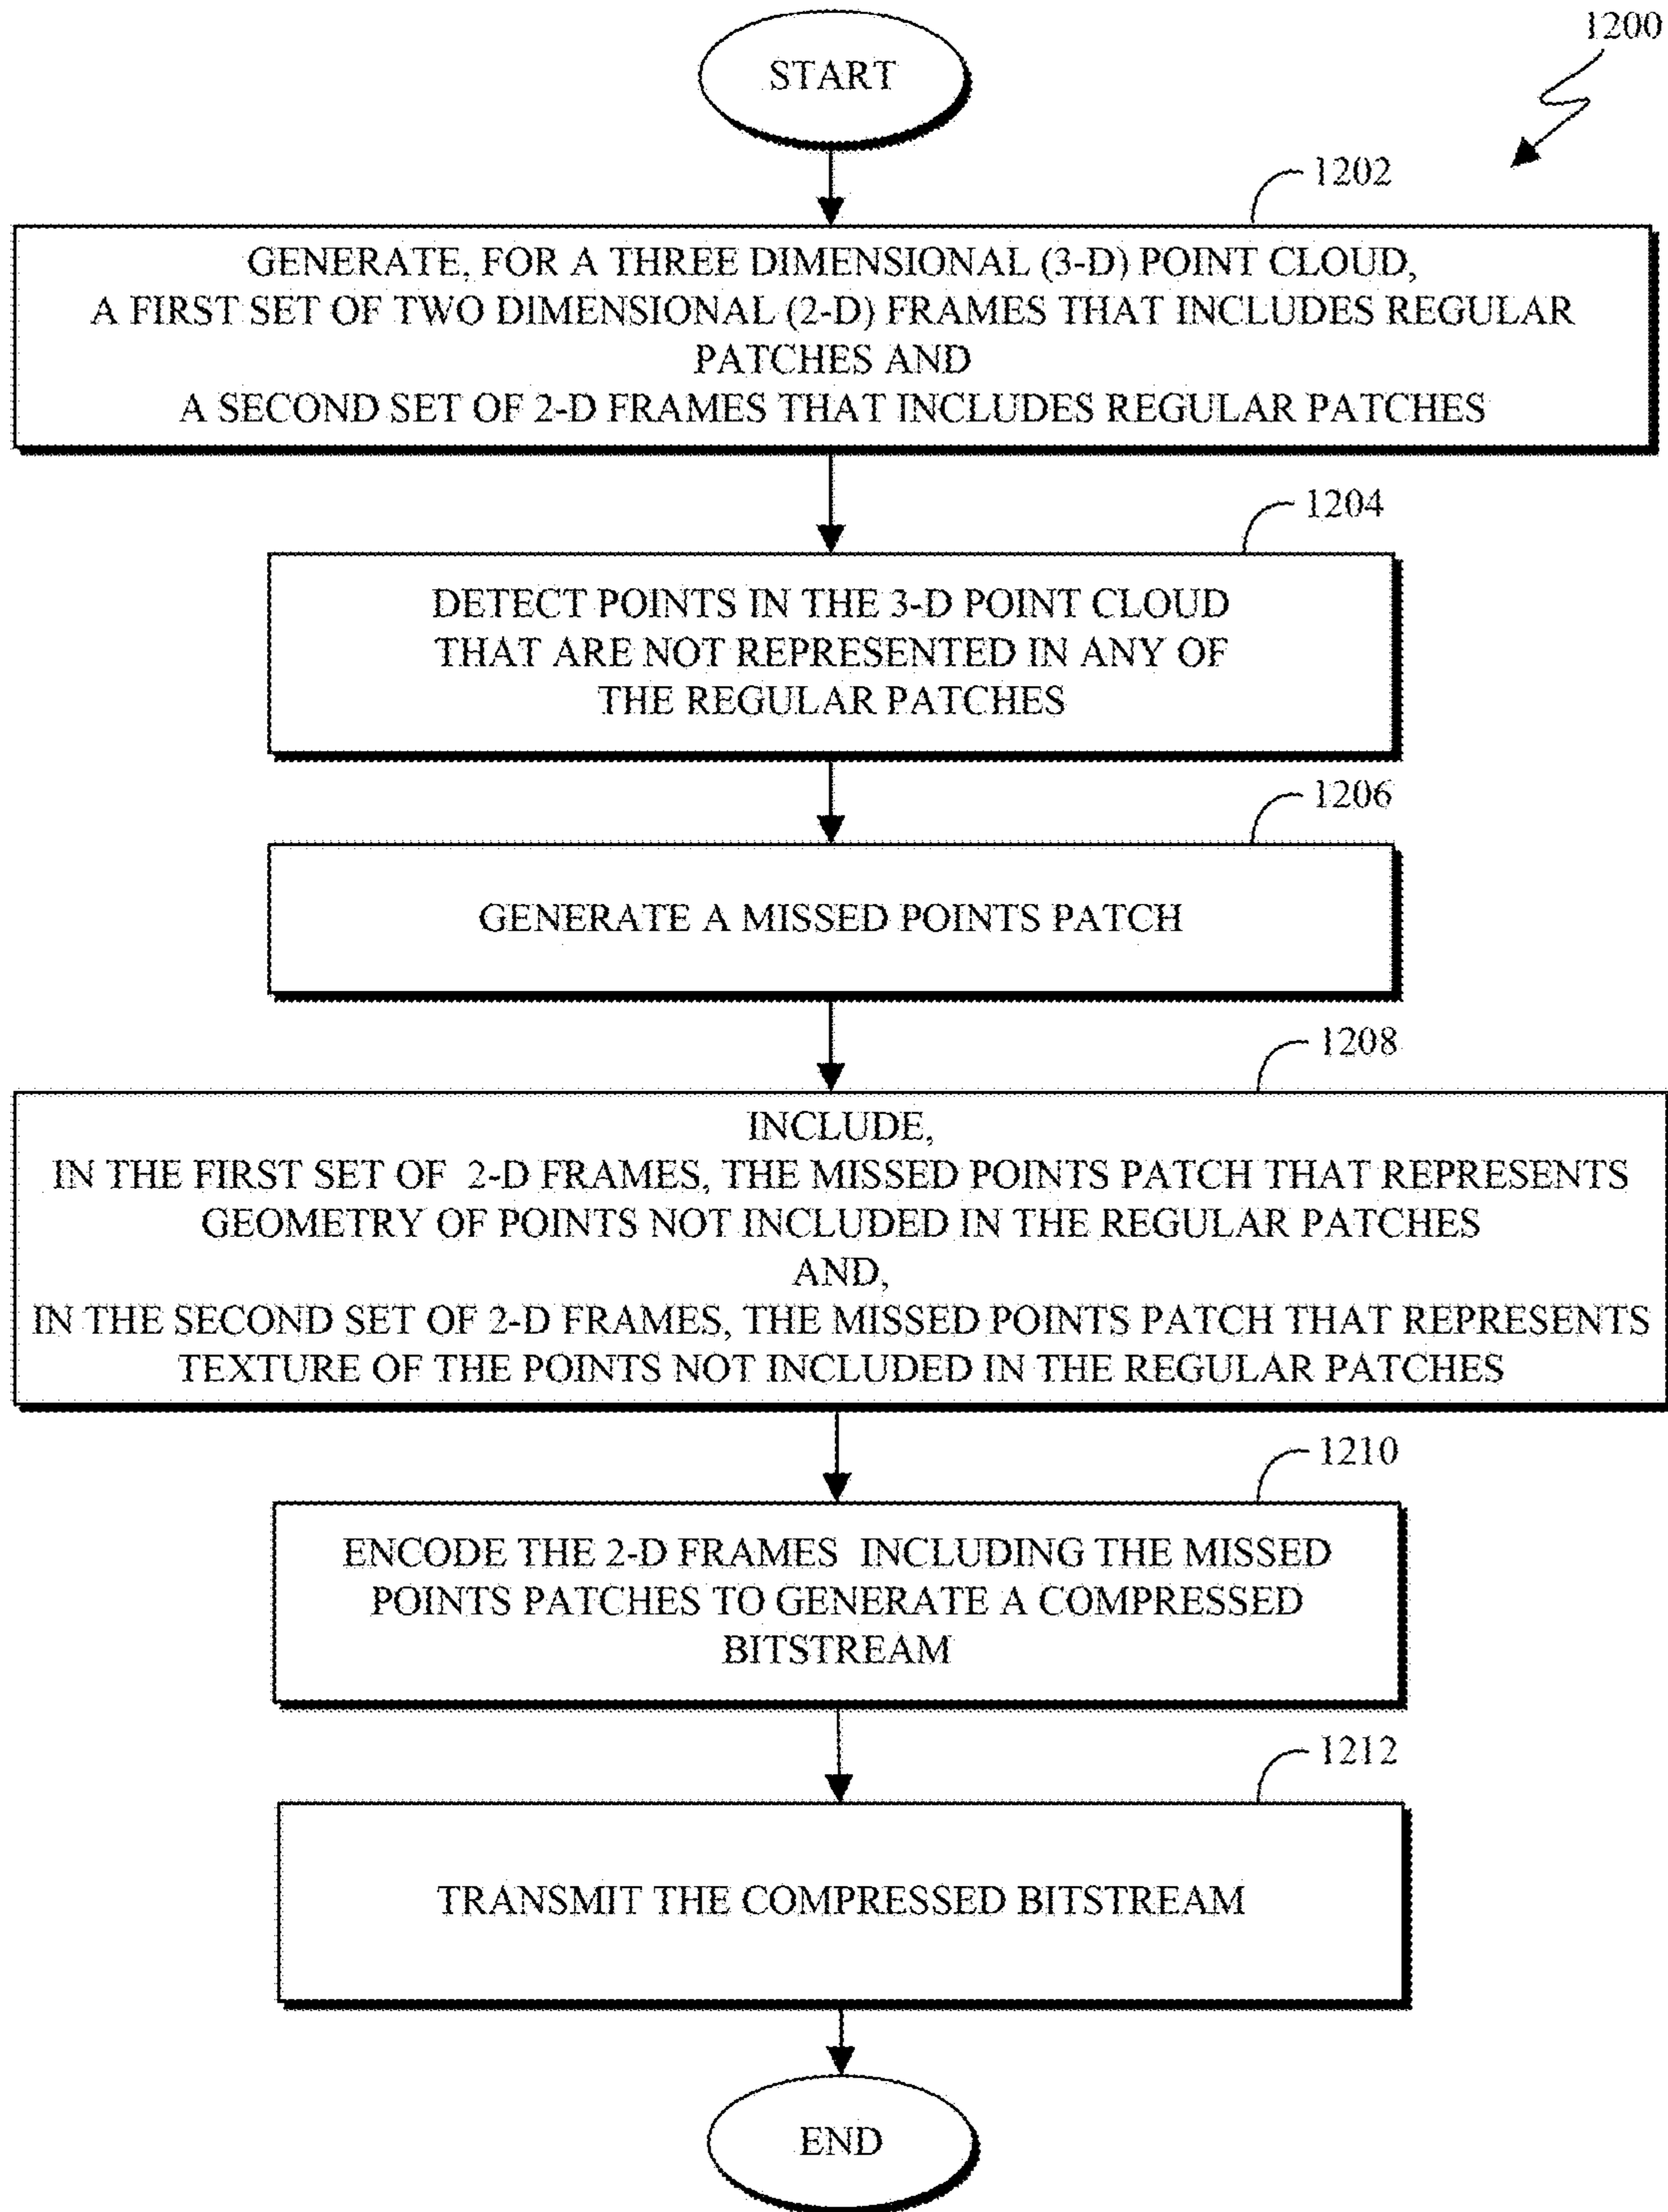 1200
START
1202
GENERATE, FOR A THREE DIMENSIONAL (3-D) POINT CLOUD,
A FIRST SET OF TWO DIMENSIONAL (2-D) FRAMES THAT INCLUDES REGULAR
PATCHES AND
A SECOND SET OF 2-D FRAMES THAT INCLUDES REGULAR PATCHES
1204
DETECT POINTS IN THE 3-D POINT CLOUD
THAT ARE NOT REPRESENTED IN ANY OF
THE REGULAR PATCHES
1206
GENERATE A MISSED POINTS PATCH
1208
INCLUDE,
IN THE FIRST SET OF 2-D FRAMES, THE MISSED POINTS PATCH THAT REPRESENTS
GEOMETRY OF POINTS NOT INCLUDED IN THE REGULAR PATCHES
AND,
IN THE SECOND SET OF 2-D FRAMES, THE MISSED POINTS PATCH THAT REPRESENTS
TEXTURE OF THE POINTS NOT INCLUDED IN THE REGULAR PATCHES
1210
ENCODE THE 2-D FRAMES INCLUDING THE MISSED
POINTS PATCHES TO GENERATE A COMPRESSED
BITSTREAM
1212
TRANSMIT THE COMPRESSED BITSTREAM
END